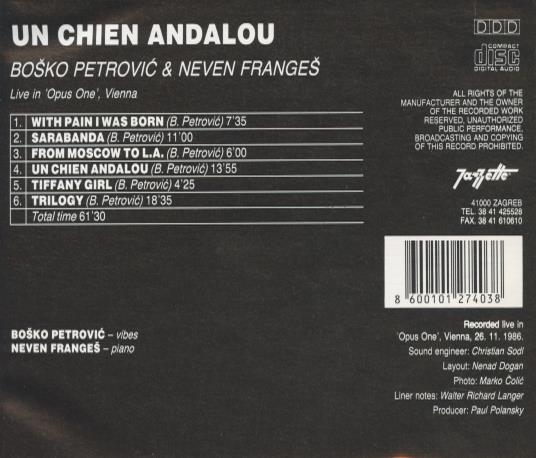 UN CHIEN ANDALOU
BOŠKO PETROVIĆ & NEVEN FRANGEŠ
Live in 'Opus One', Vienna
1. WITH PAIN I WAS BORN (B. Petrović) 7'35
2. SARABANDA (B. Petrović) 11'00
3. FROM MOSCOW TO L.A. (B. Petrović) 6'00
4. UN CHIEN ANDALOU (B. Petrović) 13'55
5. TIFFANY GIRL (B. Petrović) 4'25
6. TRILOGY (B. Petrović) 18'35
Total time 61'30
BOŠKO PETROVIĆ – vibes
NEVEN FRANGEŠ – piano
DDD
COMPACT
disc
DIGITAL AUDIO
ALL RIGHTS OF THE
MANUFACTURER AND THE OWNER
OF THE RECORDED WORK
RESERVED, UNAUTHORIZED
PUBLIC PERFORMANCE,
BROADCASTING AND COPYING
OF THIS RECORD PROHIBITED.
Jazzette
41000 ZAGREB
TEL. 38 41 425528
FAX. 38 41 610610
8 600101 274038
Recorded live in
'Opus One', Vienna, 26. 11. 1986.
Sound engineer: Christian Sodl
Layout: Nenad Dogan
Photo: Marko Čolić
Liner notes: Walter Richard Langer
Producer: Paul Polansky